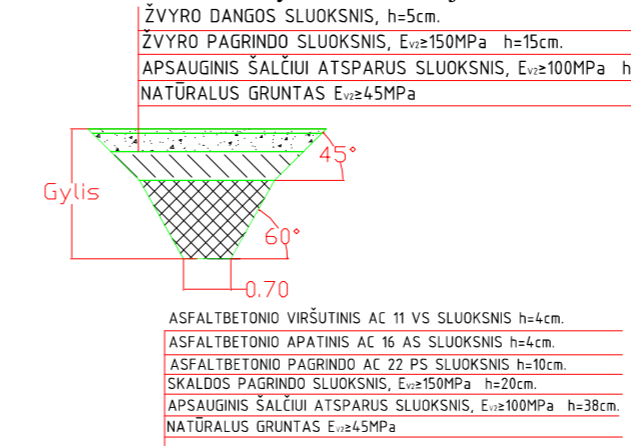 ŽVYRO DANGOS SLUOKSNIS, h=5cm.
ŽVYRO PAGRINDO SLUOKSNIS, Ev2≥150MPa h=15cm.
APSAUGINIS ŠALČIUI ATSPARUS SLUOKSNIS, Ev2≥100MPa h
NATŪRALUS GRUNTAS Ev2≥45MPa
45°
Gylis
60°
0.70
ASFALTBETONIO VIRŠUTINIS AC 11 VS SLUOKSNIS h=4cm.
ASFALTBETONIO APATINIS AC 16 AS SLUOKSNIS h=4cm.
ASFALTBETONIO PAGRINDO AC 22 PS SLUOKSNIS h=10cm.
SKALDOS PAGRINDO SLUOKSNIS, Ev2≥150MPa h=20cm.
APSAUGINIS ŠALČIUI ATSPARUS SLUOKSNIS, Ev2≥100MPa h=38cm.
NATŪRALUS GRUNTAS Ev2≥45MPa